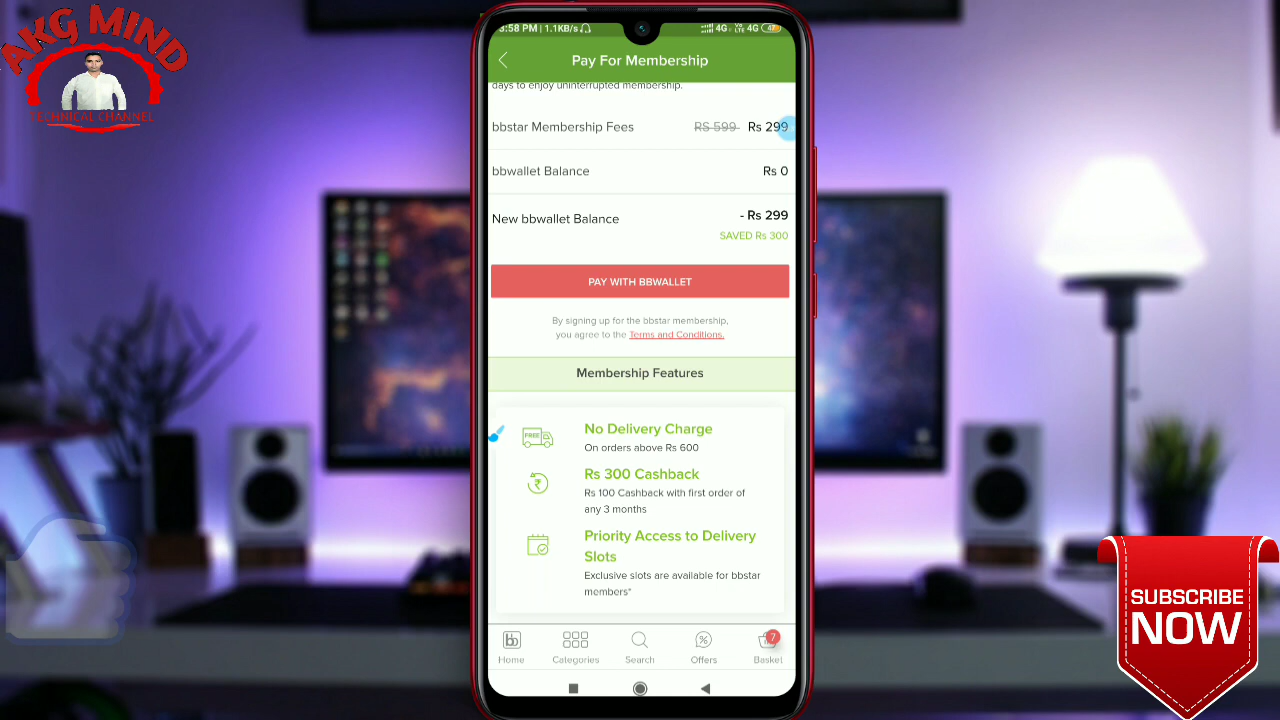 AKG MIND
TECHNICAL CHANNEL
3:58 PM | 1.1KB/s
4G 4G 42
Pay For Membership
days to enjoy uninterrupted membership.
bbstar Membership Fees RS 599 Rs 299
bbwallet Balance Rs 0
New bbwallet Balance - Rs 299
SAVED Rs 300
PAY WITH BBWALLET
By signing up for the bbstar membership,
you agree to the Terms and Conditions.
Membership Features
FREE
No Delivery Charge
On orders above Rs 600
Rs 300 Cashback
Rs 100 Cashback with first order of
any 3 months
Priority Access to Delivery
Slots
Exclusive slots are available for bbstar
members*
bb
7
Home Categories Search Offers Basket
SUBSCRIBE
NOW